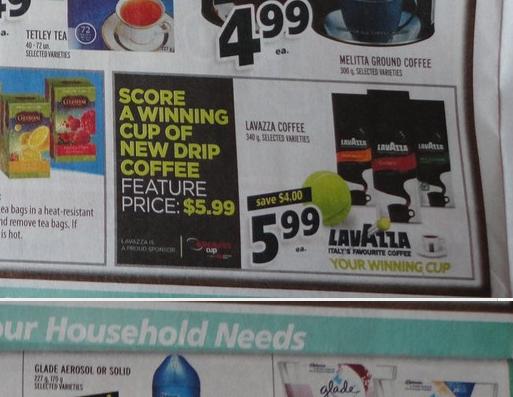 a.
TETLEY TEA
40 - 72 un.
SELECTED VARIETIES
72
4.99
ea.
MELITTA GROUND COFFEE
300 g, SELECTED VARIETIES
SCORE
A WINNING
CUP OF
NEW DRIP
COFFEE
FEATURE
PRICE: $5.99
LAVAZZA IS
A PROUD SPONSOR
cup
LAVAZZA COFFEE
340 g, SELECTED VARIETIES
save $4.00
5.99
ea.
LAVAZZA
LAVAZZA
LAVAZZA
LAVAZZA
ITALY'S FAVOURITE COFFEE
YOUR WINNING CUP
ea bags in a heat-resistant
nd remove tea bags. If
is hot.
our Household Needs
GLADE AEROSOL OR SOLID
227 g, 170 g
SELECTED VARIETIES
glade